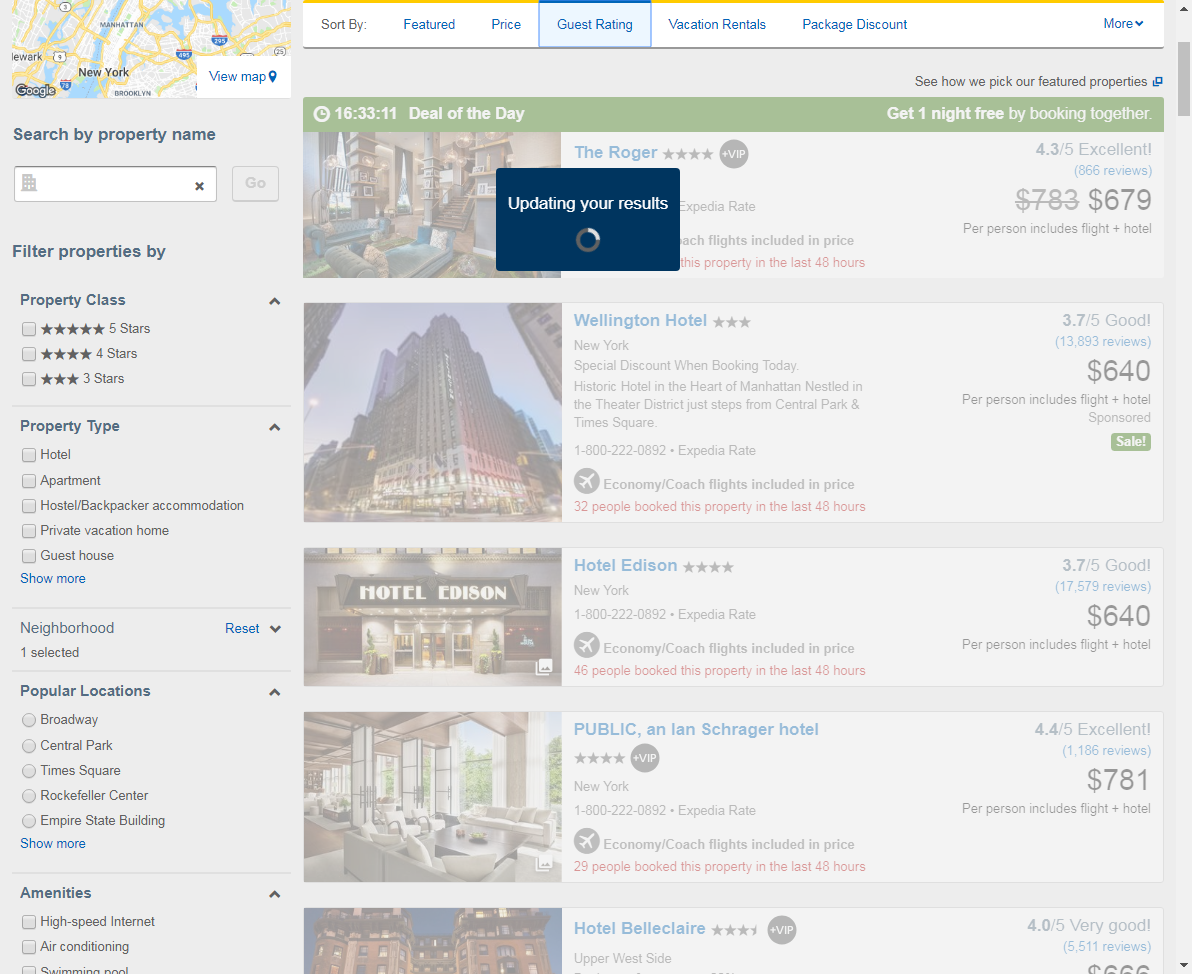 MANHATTAN
ewark
New York
BROOKLYN
Google
3
9
495
295
25
78
View map
Search by property name
Go
Filter properties by
Property Class
5 Stars
4 Stars
3 Stars
Property Type
Hotel
Apartment
Hostel/Backpacker accommodation
Private vacation home
Guest house
Show more
Neighborhood Reset
1 selected
Popular Locations
Broadway
Central Park
Times Square
Rockefeller Center
Empire State Building
Show more
Amenities
High-speed Internet
Air conditioning
Swimming pool
Sort By: Featured Price Guest Rating Vacation Rentals Package Discount More
See how we pick our featured properties
16:33:11 Deal of the Day Get 1 night free by booking together.
The Roger +VIP
4.3/5 Excellent!
(866 reviews)
$783 $679
Per person includes flight + hotel
Updating your results
Expedia Rate
oach flights included in price
this property in the last 48 hours
Wellington Hotel
New York
Special Discount When Booking Today.
Historic Hotel in the Heart of Manhattan Nestled in
the Theater District just steps from Central Park &
Times Square.
1-800-222-0892 • Expedia Rate
Economy/Coach flights included in price
32 people booked this property in the last 48 hours
3.7/5 Good!
(13,893 reviews)
$640
Per person includes flight + hotel
Sponsored
Sale!
HOTEL EDISON
Hotel Edison
New York
1-800-222-0892 • Expedia Rate
Economy/Coach flights included in price
46 people booked this property in the last 48 hours
3.7/5 Good!
(17,579 reviews)
$640
Per person includes flight + hotel
PUBLIC, an Ian Schrager hotel
+VIP
New York
1-800-222-0892 • Expedia Rate
Economy/Coach flights included in price
29 people booked this property in the last 48 hours
4.4/5 Excellent!
(1,186 reviews)
$781
Per person includes flight + hotel
Hotel Belleclaire +VIP
Upper West Side
4.0/5 Very good!
(5,511 reviews)
$666